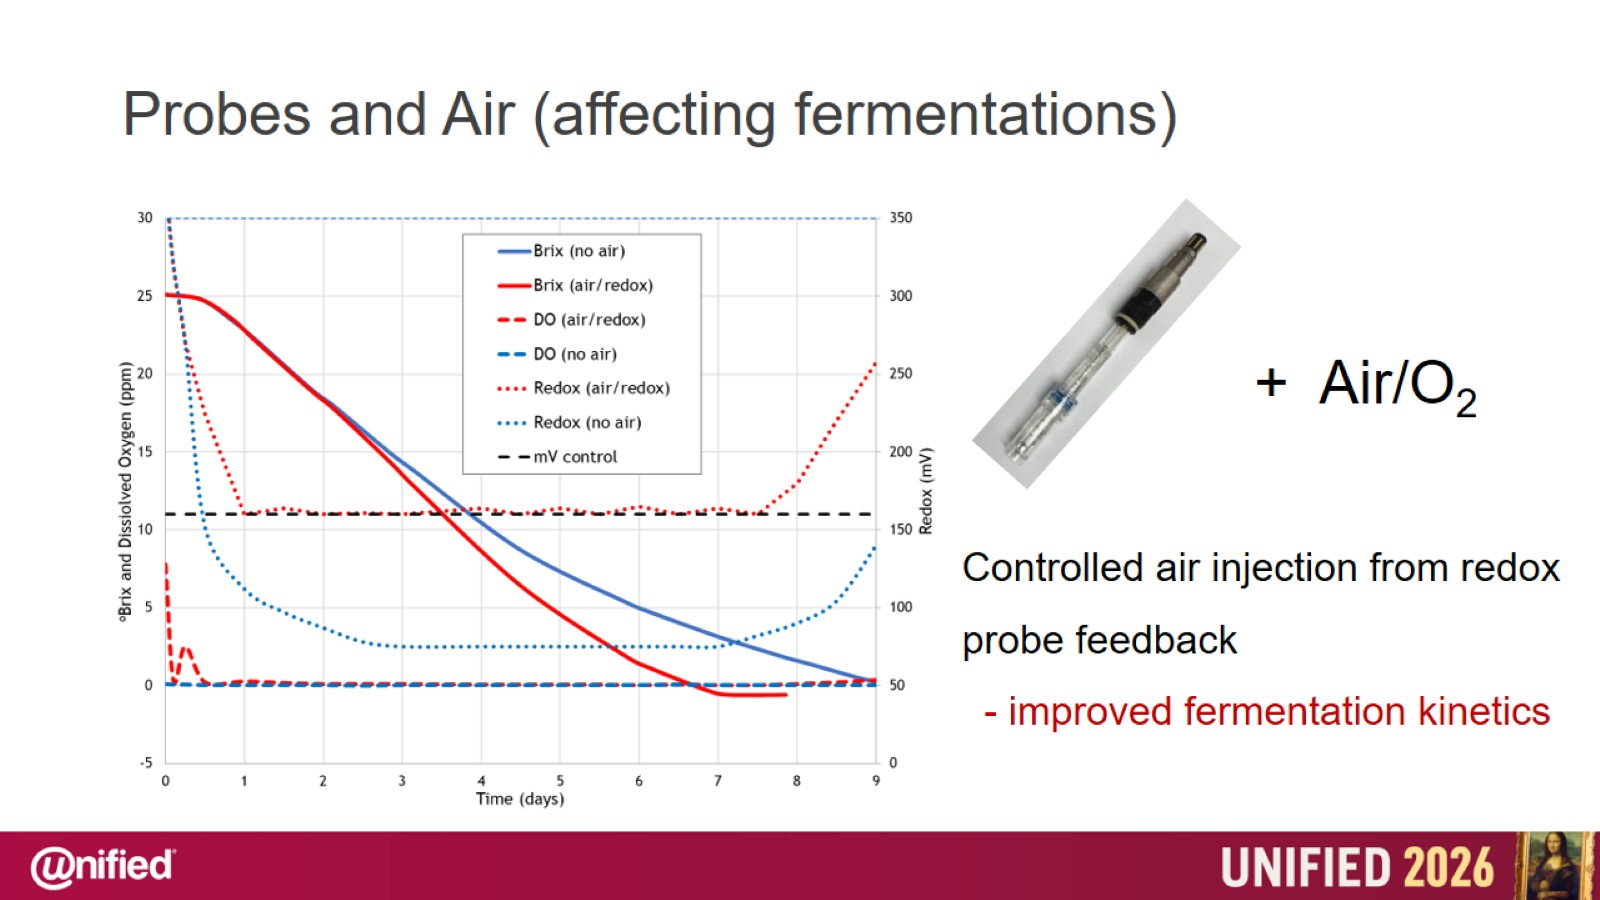 Probes and Air (affecting fermentations)
30
25
20
15
10
5
0
-5
ºBrix and Dissiolved Oxygen (ppm)
Brix (no air)
Brix (air/redox)
DO (air/redox)
DO (no air)
Redox (air/redox)
Redox (no air)
mV control
350
300
250
200
150
100
50
0
Redox (mV)
0 1 2 3 4 5 6 7 8 9
Time (days)
+ Air/O₂
Controlled air injection from redox
probe feedback
- improved fermentation kinetics
unified
UNIFIED 2026